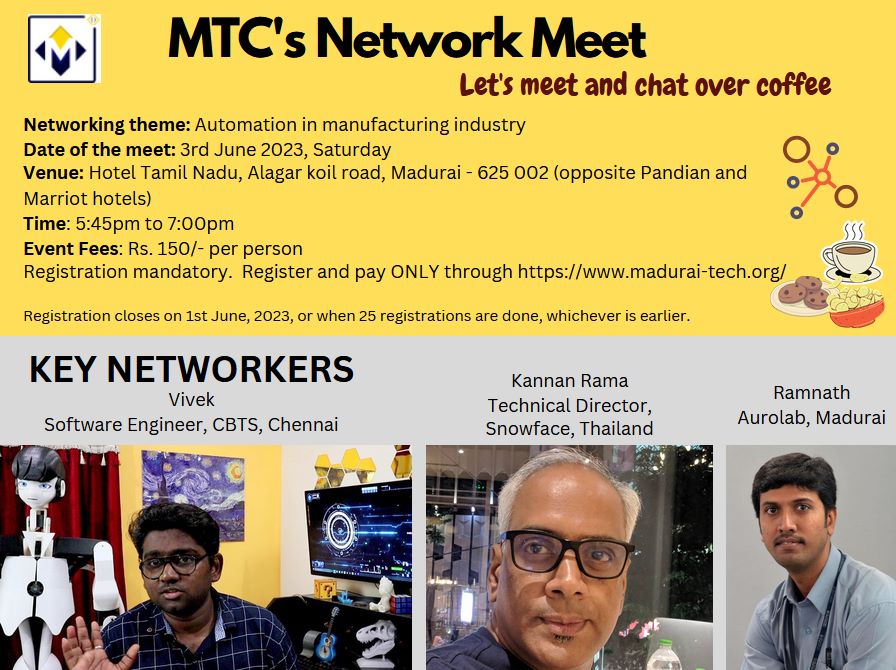 MTC's Network Meet
Let's meet and chat over coffee
Networking theme: Automation in manufacturing industry
Date of the meet: 3rd June 2023, Saturday
Venue: Hotel Tamil Nadu, Alagar koil road, Madurai - 625 002 (opposite Pandian and
Marriot hotels)
Time: 5:45pm to 7:00pm
Event Fees: Rs. 150/- per person
Registration mandatory.  Register and pay ONLY through https://www.madurai-tech.org/
Registration closes on 1st June, 2023, or when 25 registrations are done, whichever is earlier.
KEY NETWORKERS
Vivek
Software Engineer, CBTS, Chennai
Kannan Rama
Technical Director,
Snowface, Thailand
Ramnath
Aurolab, Madurai